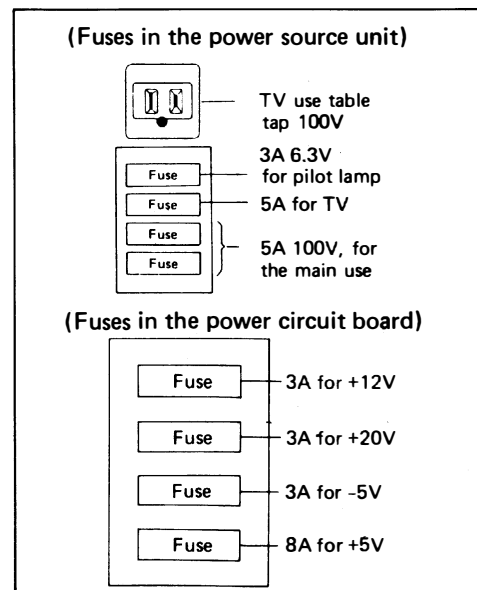 (Fuses in the power source unit)
TV use table
tap 100V
3A 6.3V
for pilot lamp
Fuse
5A for TV
Fuse
Fuse
5A 100V, for
the main use
Fuse
(Fuses in the power circuit board)
Fuse
3A for +12V
Fuse
3A for +20V
Fuse
3A for -5V
Fuse
8A for +5V